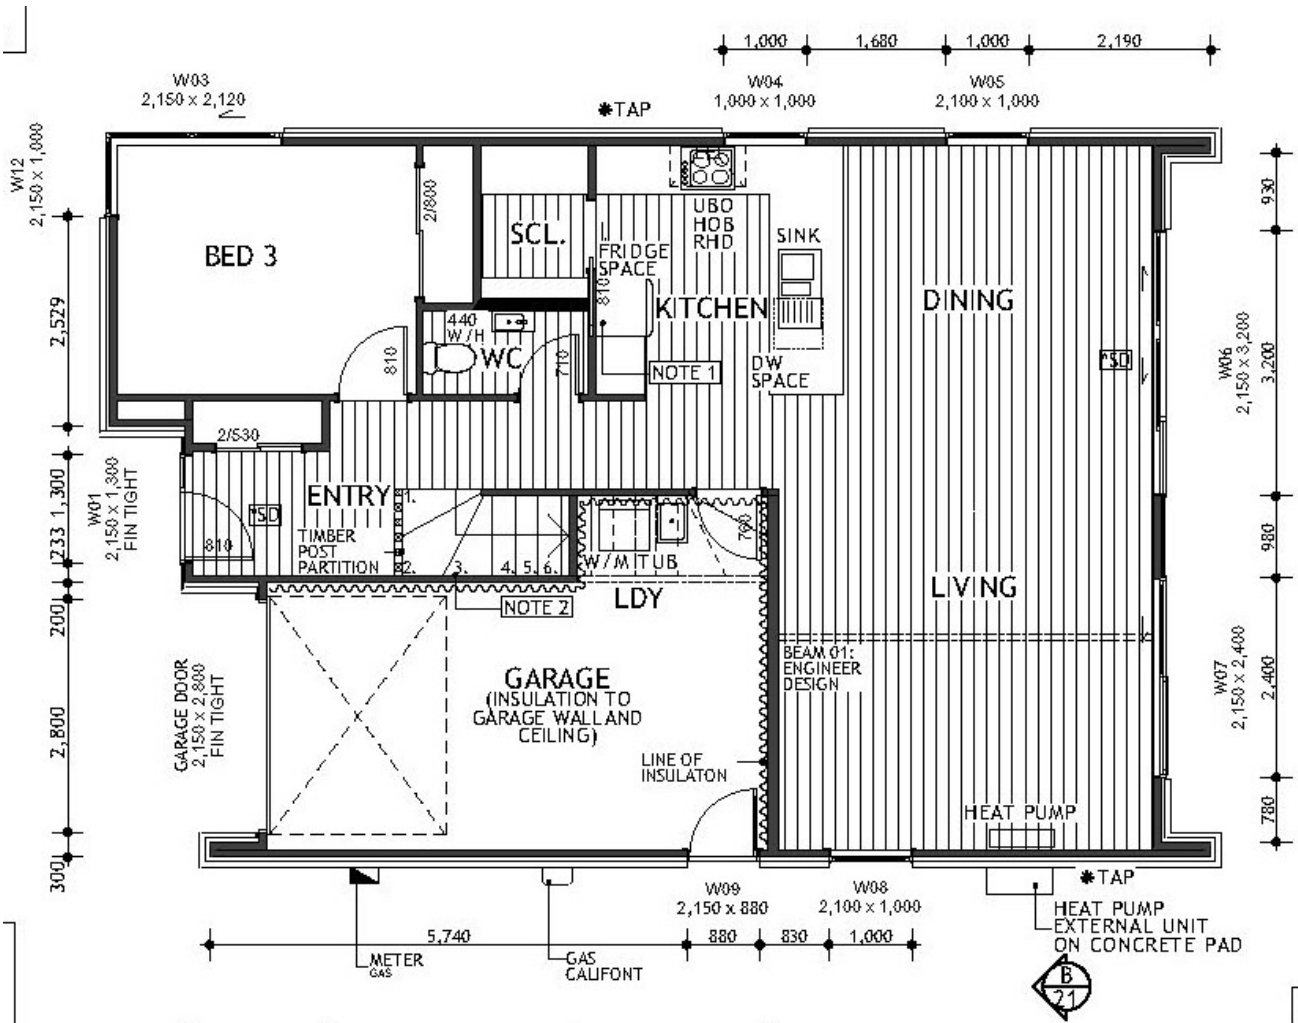 1,000 1,680 1,000 2,190
W03
2,150 x 2,120
W04
1,000 x 1,000
W05
2,100 x 1,000
TAP
W12
2,150 x 1,000
2/800
930
UBO
HOB
RHD
SCL.
SINK
BED 3
FRIDGE
SPACE
810
KITCHEN
DINING
2,529
440
W/H
WC
710
810
NOTE 1
DW
SPACE
"SD
W06
2,150 x 3,200
3,200
2/530
W01
2,150 x 1,300
FIN TIGHT
1,300
233
ENTRY
1.
"SD
810
TIMBER
POST
PARTITION
2. 3. 4. 5. 6.
W/M TUB
760
980
NOTE 2
LDY
LIVING
200
BEAM 01:
ENGINEER
DESIGN
GARAGE
(INSULATION TO
GARAGE WALL AND
CEILING)
GARAGE DOOR
2,150 x 2,800
FIN TIGHT
2,800
W07
2,150 x 2,400
2,400
LINE OF
INSULATON
HEAT PUMP
780
300
TAP
W09
2,150 x 880
W08
2,100 x 1,000
HEAT PUMP
EXTERNAL UNIT
ON CONCRETE PAD
5,740 880 830 1,000
METER
GAS
GAS
CALIFONT
B
21